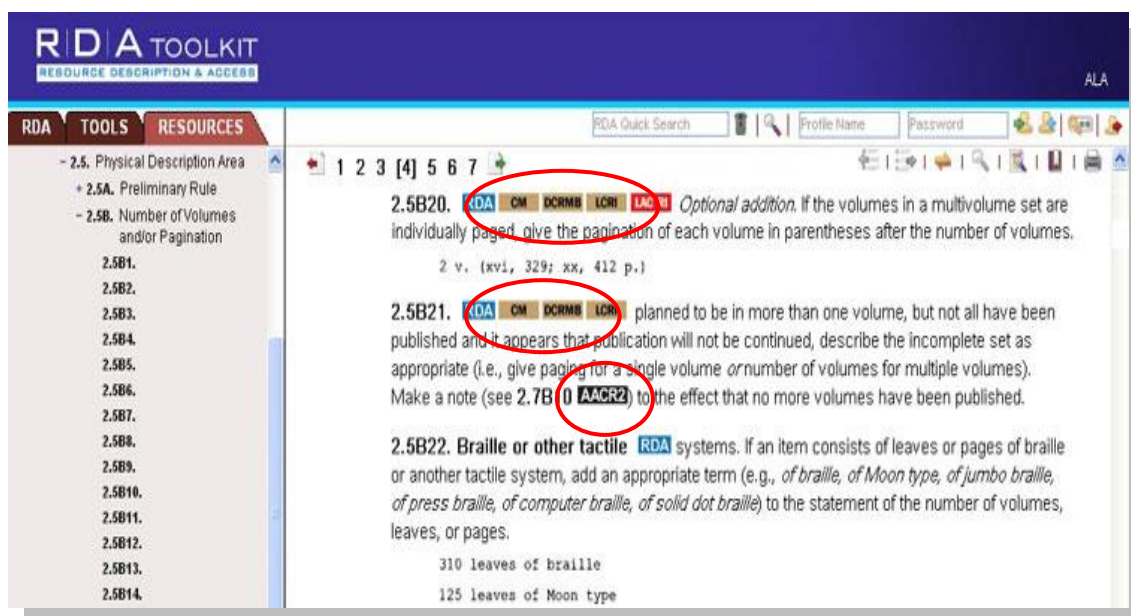 RDA TOOLKIT
RESOURCE DESCRIPTION & ACCESS
ALA
RDA TOOLS RESOURCES
RDA Quick Search Profile Name Password
- 2.5. Physical Description Area
+ 2.5A. Preliminary Rule
- 2.5B. Number of Volumes
and/or Pagination
2.5B1.
2.5B2.
2.5B3.
2.5B4.
2.5B5.
2.5B6.
2.5B7.
2.5B8.
2.5B9.
2.5B10.
2.5B11.
2.5B12.
2.5B13.
2.5B14.
1 2 3 [4] 5 6 7
2.5B20. RDA CM DCRMB LCRI Optional addition. If the volumes in a multivolume set are
individually paged, give the pagination of each volume in parentheses after the number of volumes.
2 v. (xvi, 329; xx, 412 p.)
2.5B21. RDA CM DCRMB LCRI planned to be in more than one volume, but not all have been
published and it appears that publication will not be continued, describe the incomplete set as
appropriate (i.e., give paging for a single volume or number of volumes for multiple volumes).
Make a note (see 2.7B 0 AACR2) to the effect that no more volumes have been published.
2.5B22. Braille or other tactile RDA systems. If an item consists of leaves or pages of braille
or another tactile system, add an appropriate term (e.g., of braille, of Moon type, of jumbo braille,
of press braille, of computer braille, of solid dot braille) to the statement of the number of volumes,
leaves, or pages.
310 leaves of braille
125 leaves of Moon type